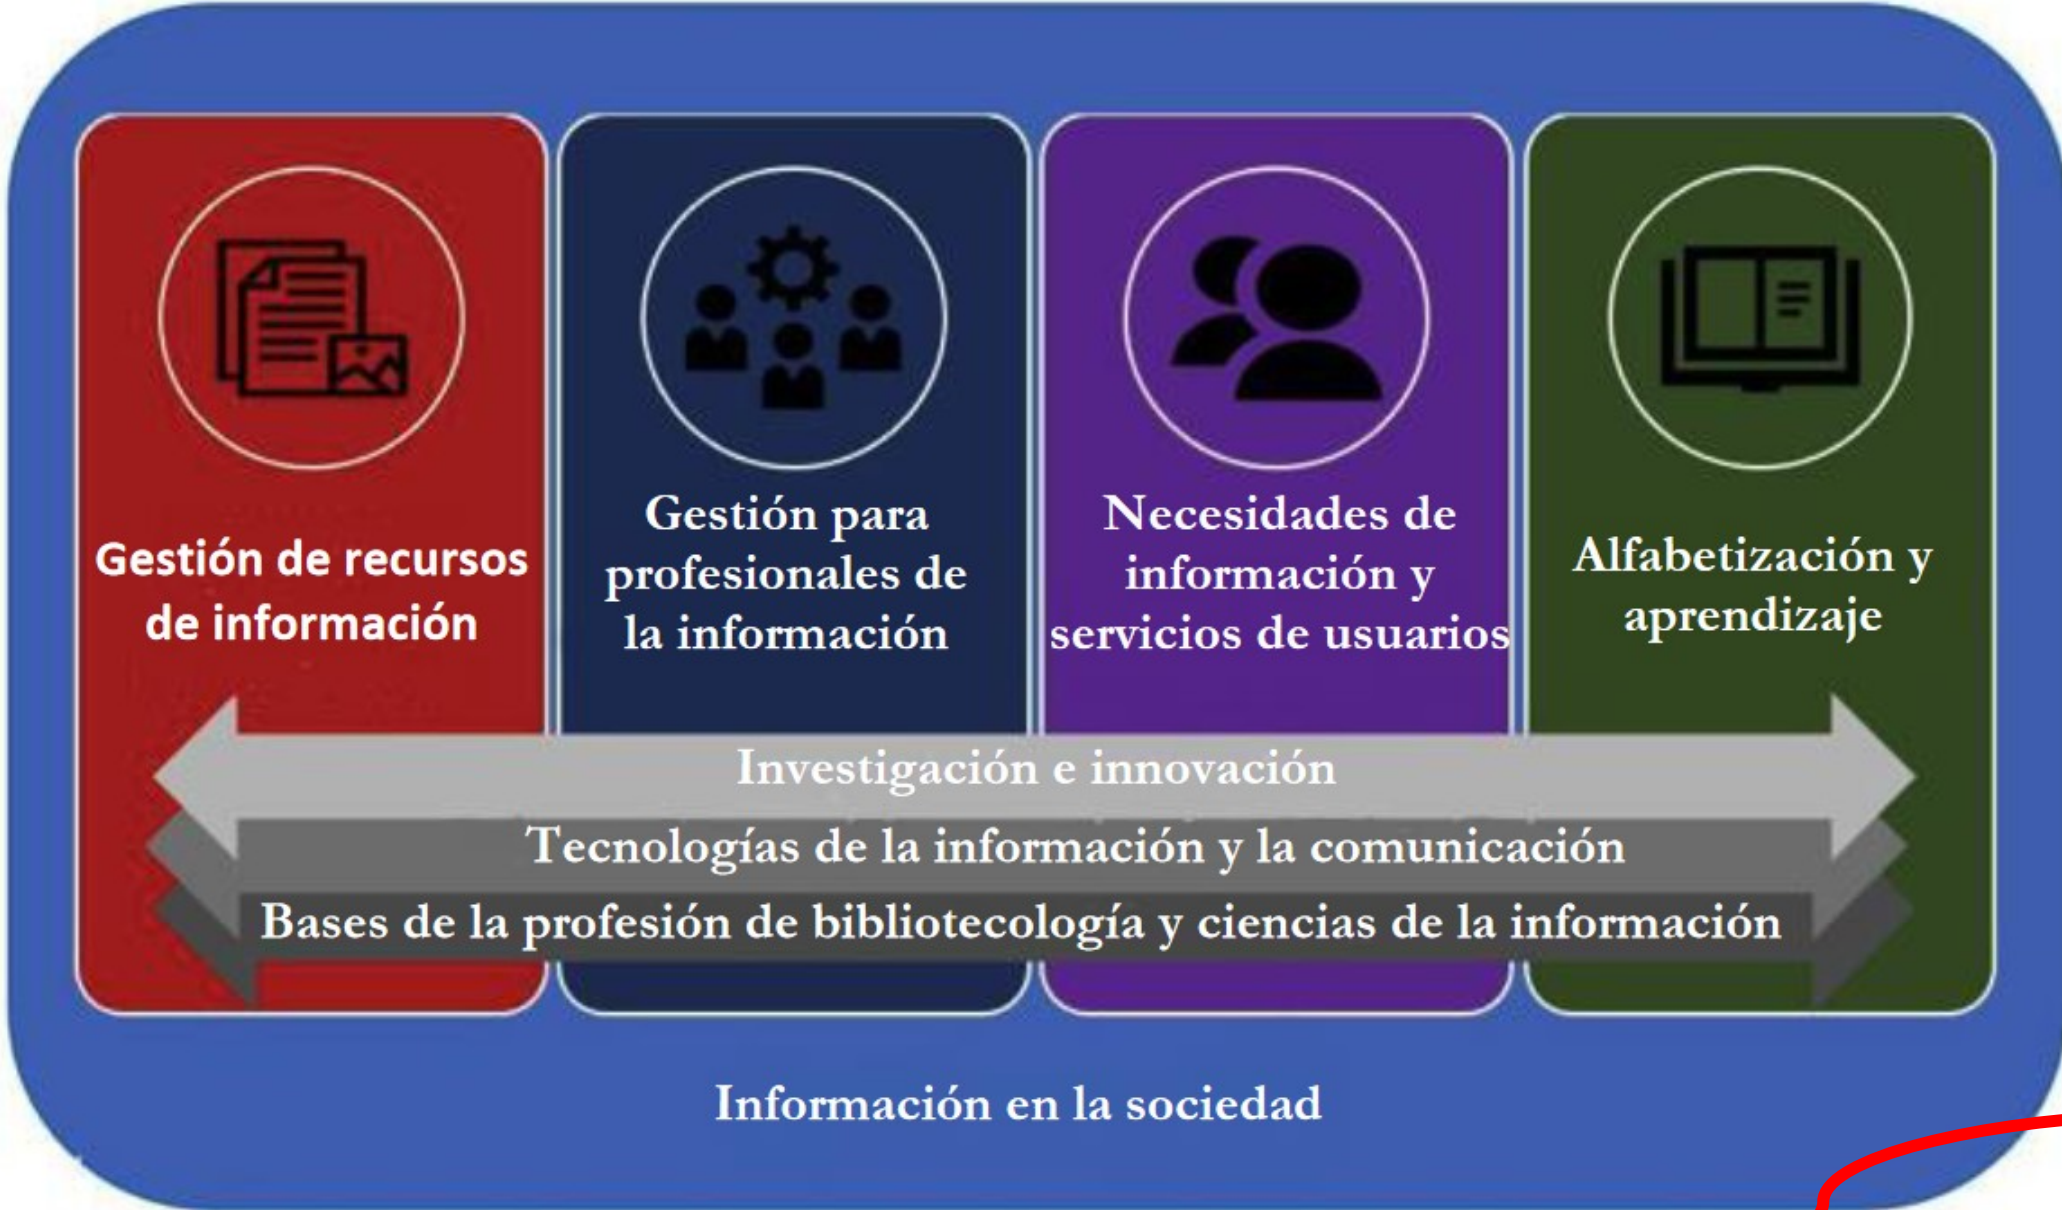 Gestión de recursos
de información
Gestión para
profesionales de
la información
Necesidades de
información y
servicios de usuarios
Alfabetización y
aprendizaje
Investigación e innovación
Tecnologías de la información y la comunicación
Bases de la profesión de bibliotecología y ciencias de la información
Información en la sociedad